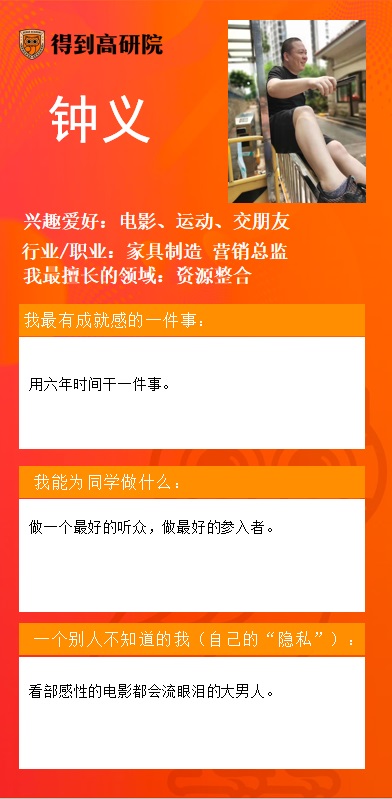 得到高研院
钟义
兴趣爱好：电影、运动、交朋友
行业/职业：家具制造 营销总监
我最擅长的领域：资源整合
我最有成就感的一件事：
用六年时间干一件事。
我能为同学做什么：
做一个最好的听众，做最好的参入者。
一个别人不知道的我（自己的“隐私”）：
看部感性的电影都会流眼泪的大男人。